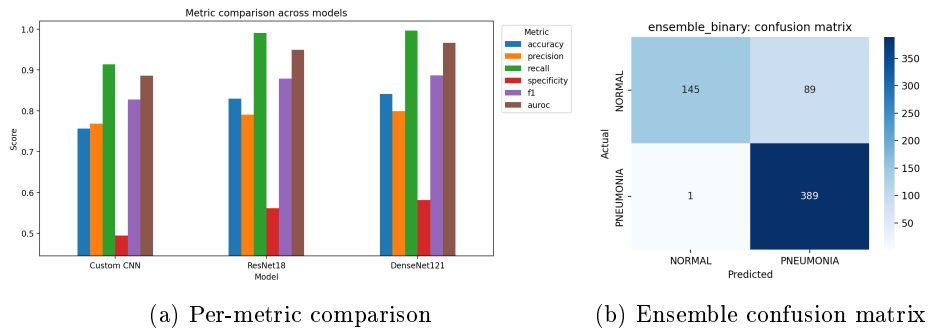 Metric comparison across models
1.0
0.9
0.8
0.7
0.6
0.5
Score
Custom CNN
ResNet18
DenseNet121
Model
Metric
accuracy
precision
recall
specificity
f1
auroc
(a) Per-metric comparison
ensemble_binary: confusion matrix
NORMAL
PNEUMONIA
Actual
145
89
1
389
NORMAL
PNEUMONIA
Predicted
350
300
250
200
150
100
50
(b) Ensemble confusion matrix